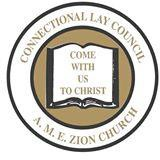 CONNECTIONAL LAY COUNCIL
COME
WITH
US
TO CHRIST
A. M. E. ZION CHURCH